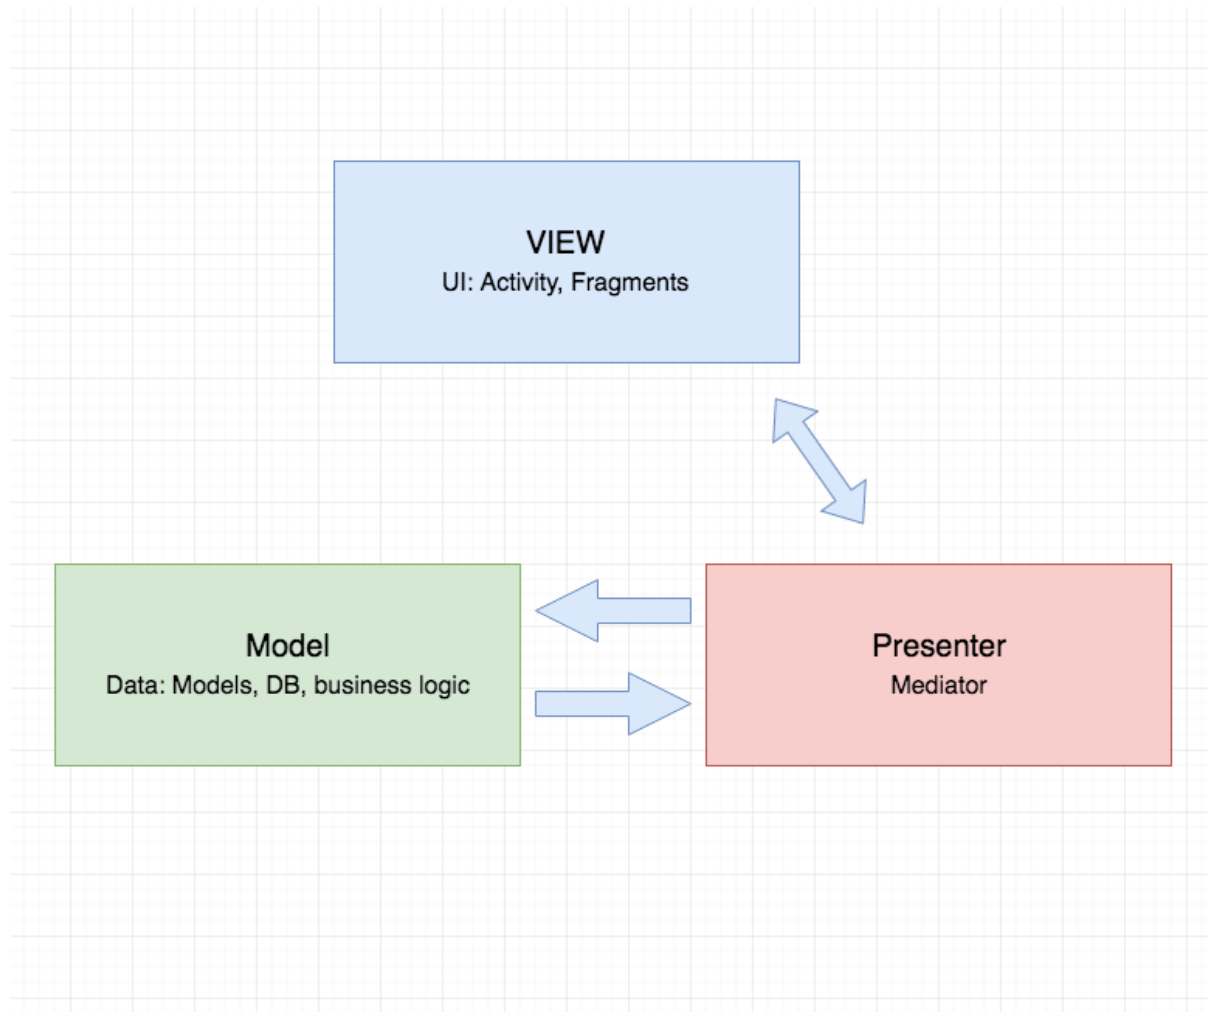 VIEW
UI: Activity, Fragments
Model
Data: Models, DB, business logic
Presenter
Mediator